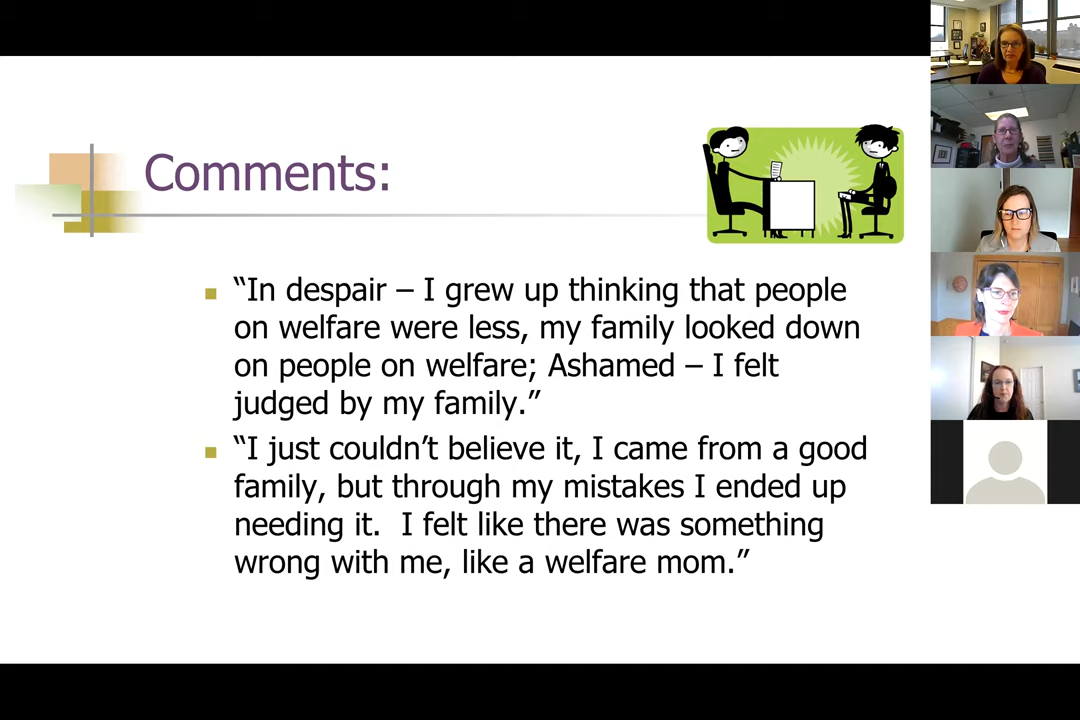 Comments:
“In despair – I grew up thinking that people
on welfare were less, my family looked down
on people on welfare; Ashamed – I felt
judged by my family.”
“I just couldn’t believe it, I came from a good
family, but through my mistakes I ended up
needing it.  I felt like there was something
wrong with me, like a welfare mom.”